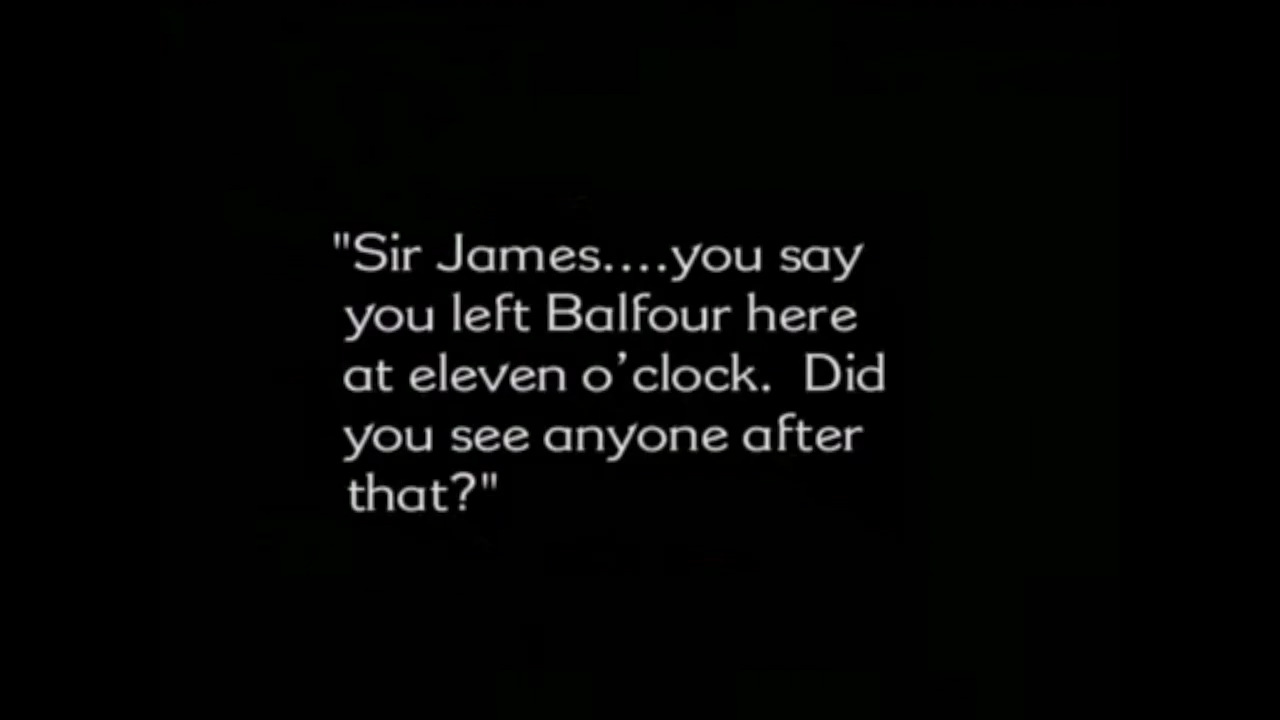 "Sir James....you say
you left Balfour here
at eleven o’clock.  Did
you see anyone after
that?"